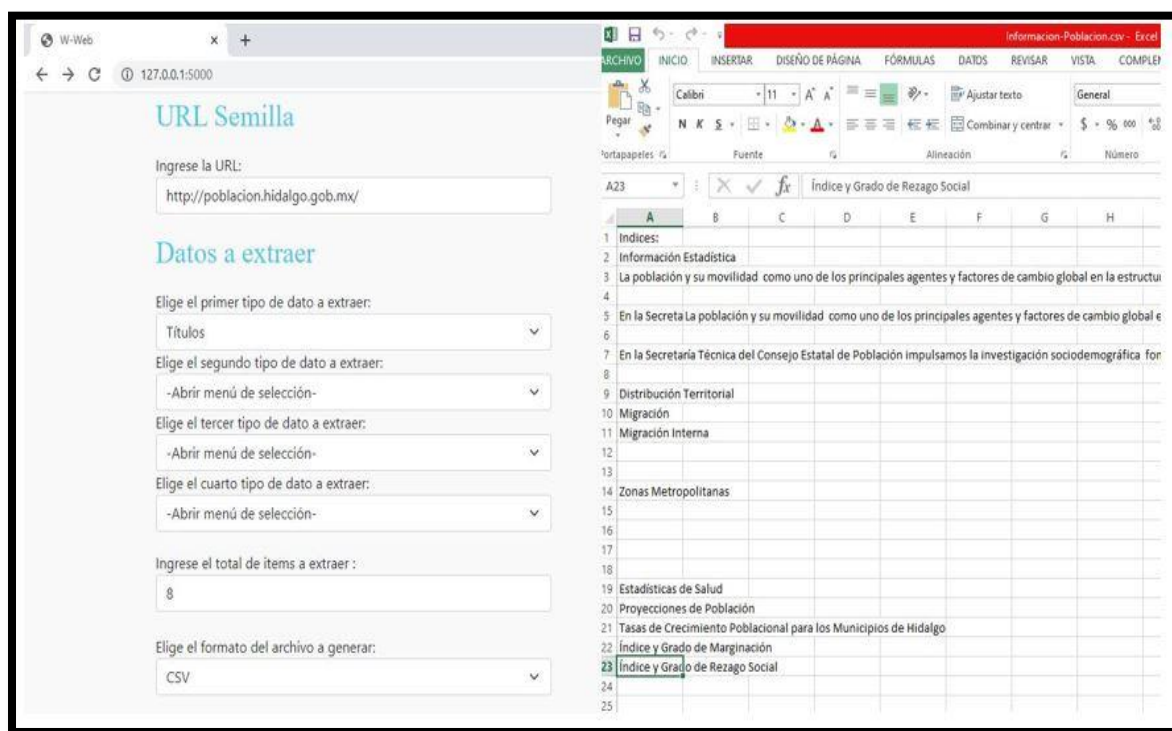 W-Web
127.0.0.1:5000
URL Semilla
Ingrese la URL:
http://poblacion.hidalgo.gob.mx/
Datos a extraer
Elige el primer tipo de dato a extraer:
Títulos
Elige el segundo tipo de dato a extraer:
-Abrir menú de selección-
Elige el tercer tipo de dato a extraer:
-Abrir menú de selección-
Elige el cuarto tipo de dato a extraer:
-Abrir menú de selección-
Ingrese el total de items a extraer :
8
Elige el formato del archivo a generar:
CSV
Informacion-Poblacion.csv - Excel
ARCHIVO INICIO INSERTAR DISEÑO DE PÁGINA FÓRMULAS DATOS REVISAR VISTA COMPLEM
Calibri 11 A A Ajustar texto General
Pegar N K S A Combinar y centrar $ % 000
Portapapeles Fuente Alineación Número
A23 fx Índice y Grado de Rezago Social
A B C D E F G H
1 Indices:
2 Información Estadística
3 La población y su movilidad como uno de los principales agentes y factores de cambio global en la estructu
4
5 En la Secreta La población y su movilidad como uno de los principales agentes y factores de cambio global e
6
7 En la Secretaría Técnica del Consejo Estatal de Población impulsamos la investigación sociodemográfica fon
8
9 Distribución Territorial
10 Migración
11 Migración Interna
12
13
14 Zonas Metropolitanas
15
16
17
18
19 Estadísticas de Salud
20 Proyecciones de Población
21 Tasas de Crecimiento Poblacional para los Municipios de Hidalgo
22 Índice y Grado de Marginación
23 Índice y Grado de Rezago Social
24
25